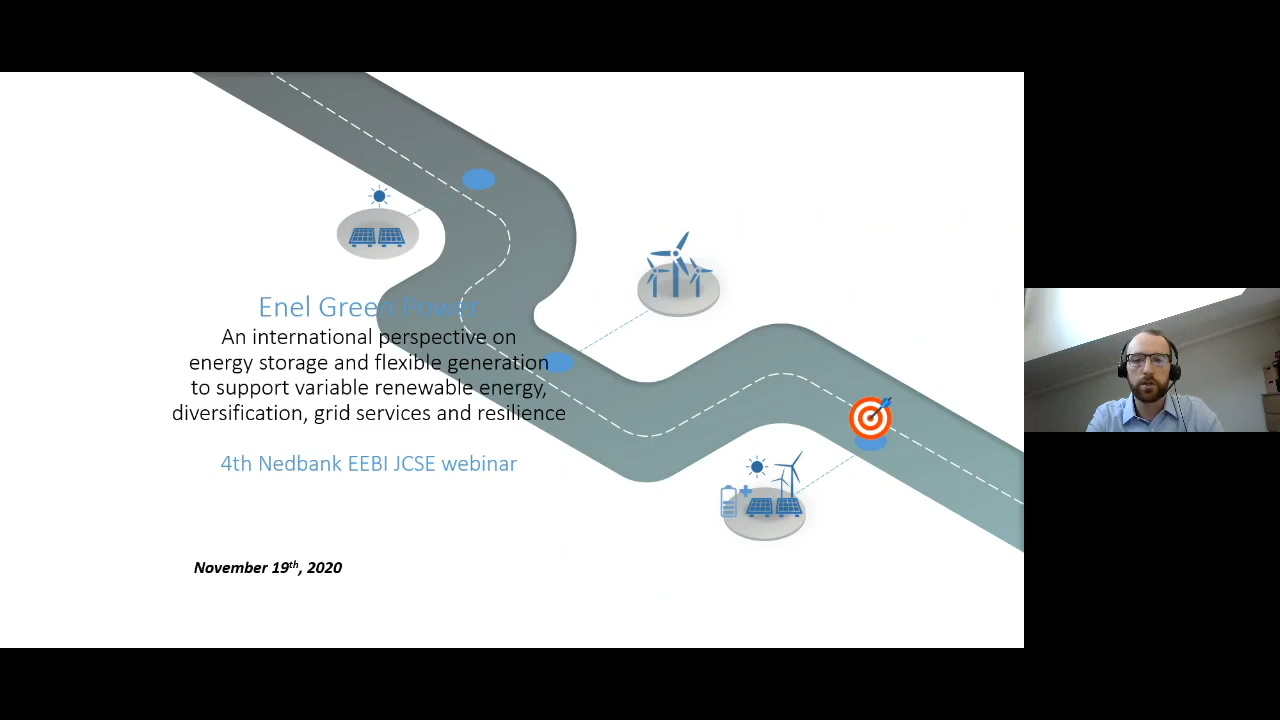 Enel Green Power
An international perspective on
energy storage and flexible generation
to support variable renewable energy,
diversification, grid services and resilience
4th Nedbank EEBI JCSE webinar
November 19th, 2020